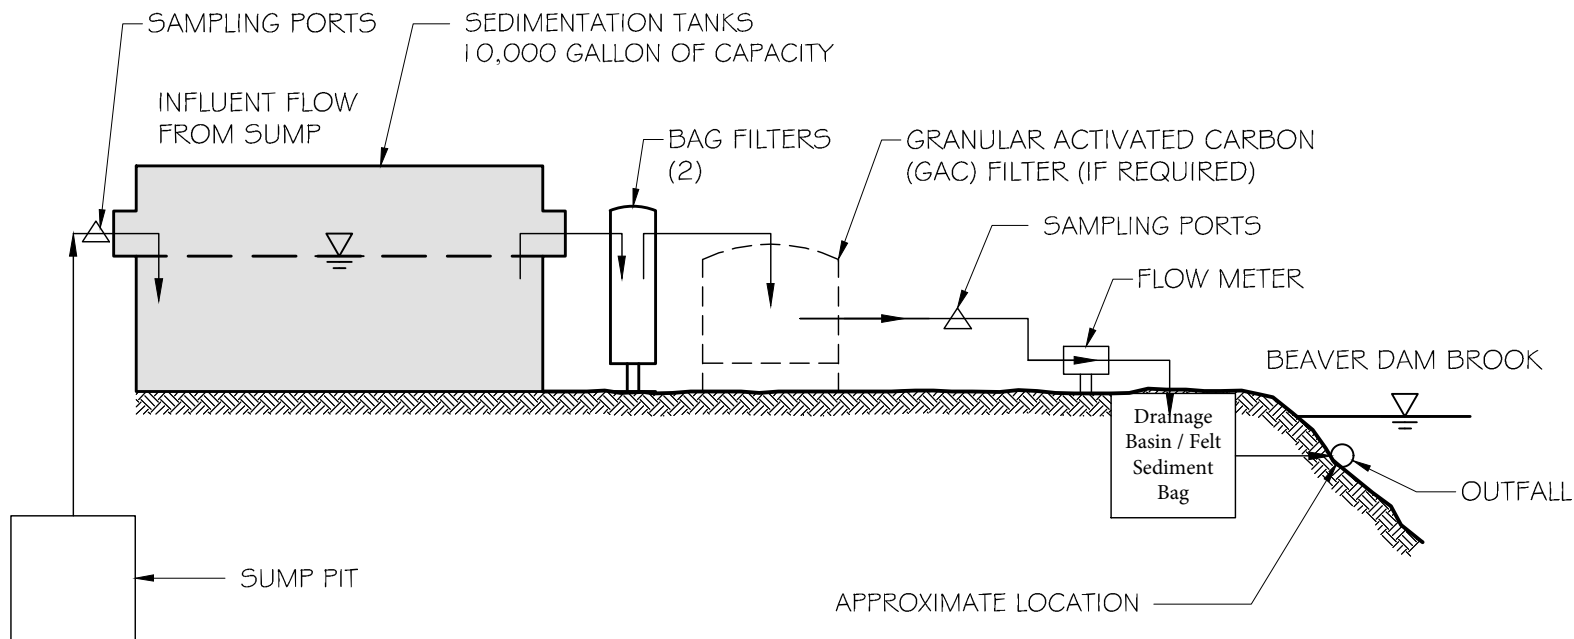 SAMPLING PORTS
SEDIMENTATION TANKS
10,000 GALLON OF CAPACITY
INFLUENT FLOW
FROM SUMP
BAG FILTERS
(2)
GRANULAR ACTIVATED CARBON
(GAC) FILTER (IF REQUIRED)
SAMPLING PORTS
FLOW METER
BEAVER DAM BROOK
Drainage
Basin / Felt
Sediment
Bag
OUTFALL
SUMP PIT
APPROXIMATE LOCATION